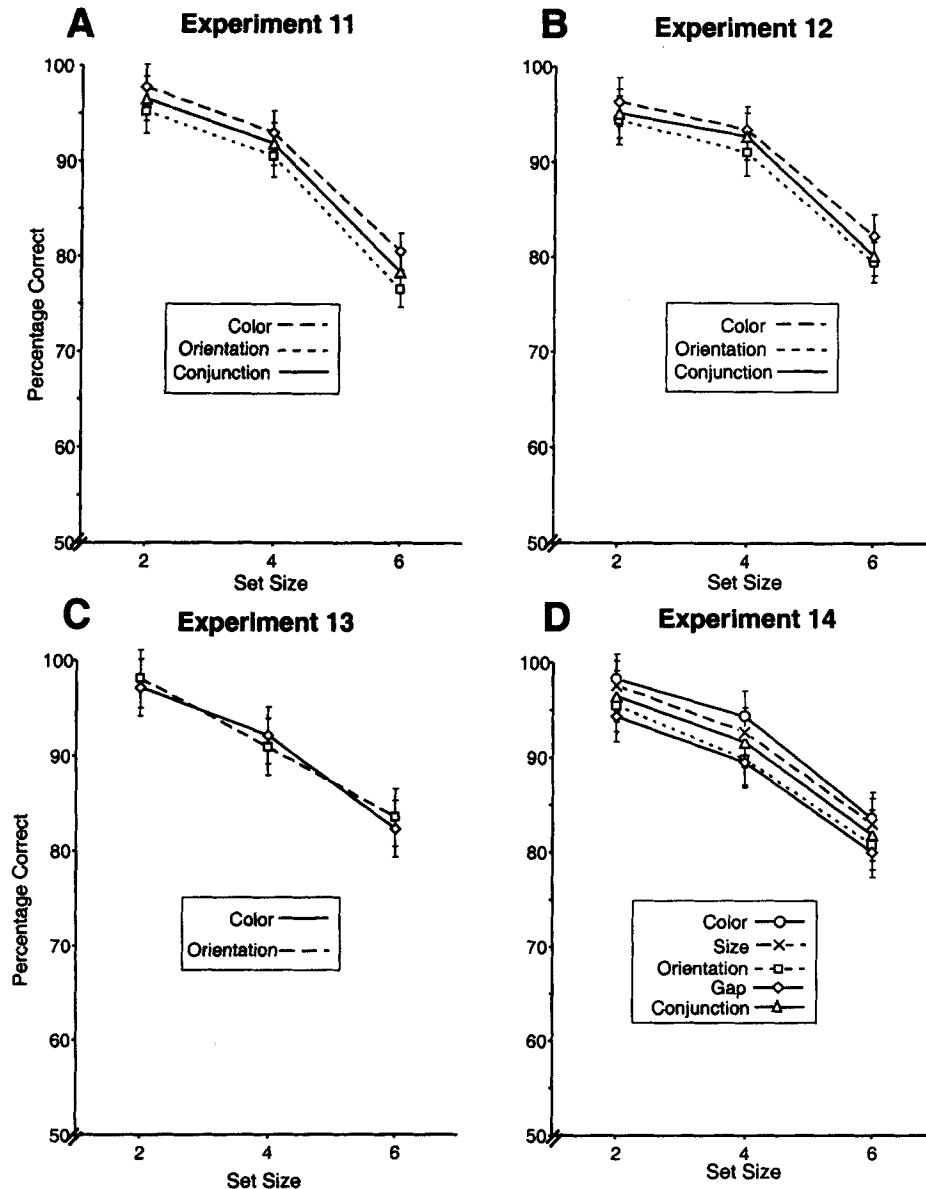 A Experiment 11
100
90
80
70
60
50
Percentage Correct
Color
Orientation
Conjunction
2 4 6
Set Size
B Experiment 12
100
90
80
70
60
50
Color
Orientation
Conjunction
2 4 6
Set Size
C Experiment 13
100
90
80
70
60
50
Percentage Correct
Color
Orientation
2 4 6
Set Size
D Experiment 14
100
90
80
70
60
50
Color
Size
Orientation
Gap
Conjunction
2 4 6
Set Size